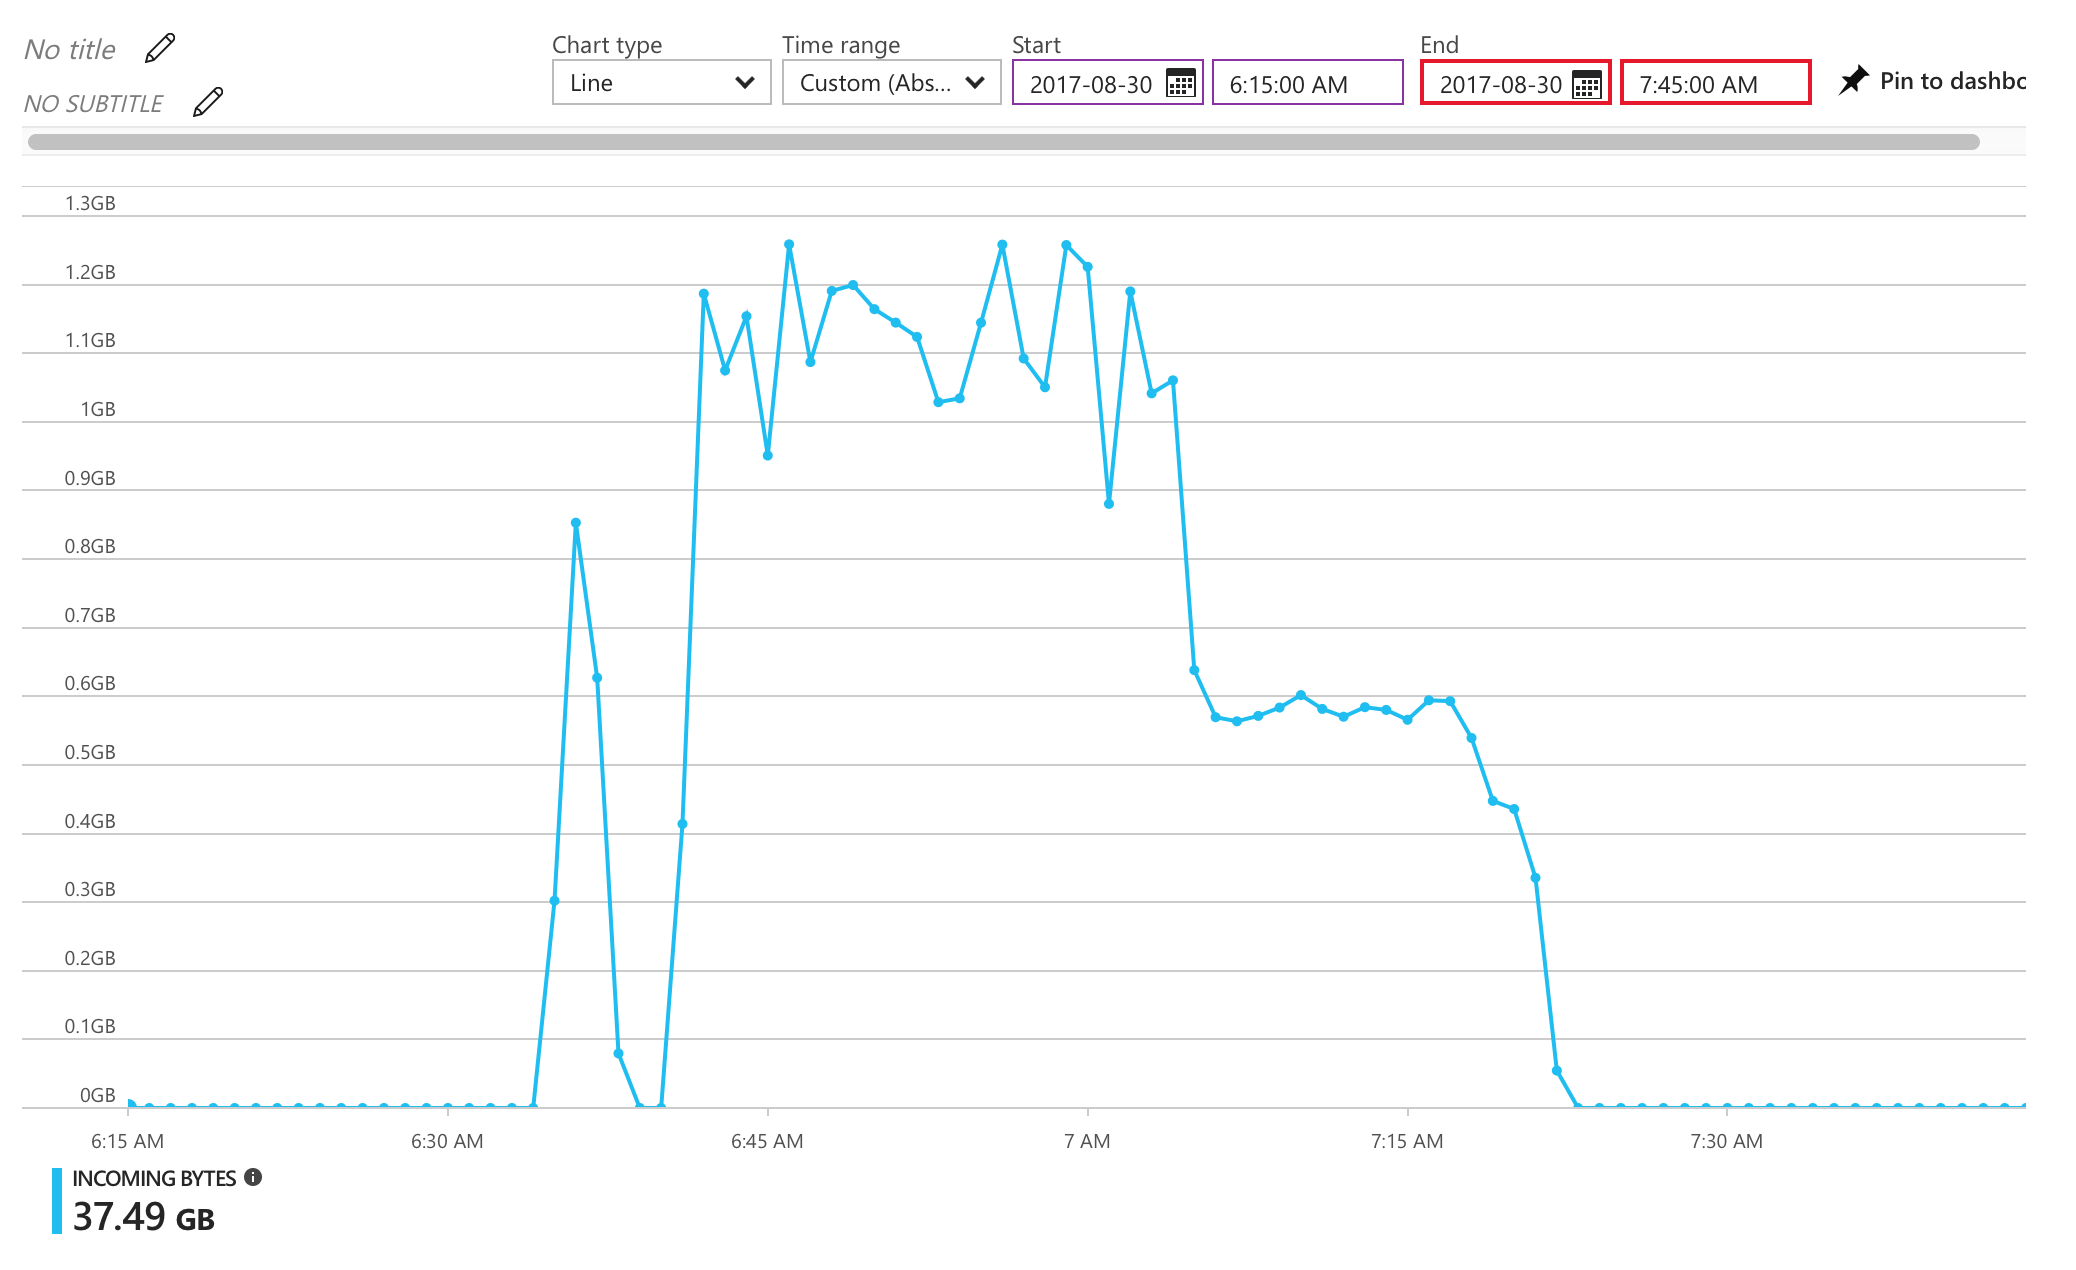 No title
NO SUBTITLE
Chart type
Line
Time range
Custom (Abs...
Start
2017-08-30
6:15:00 AM
End
2017-08-30
7:45:00 AM
Pin to dashbo
1.3GB
1.2GB
1.1GB
1GB
0.9GB
0.8GB
0.7GB
0.6GB
0.5GB
0.4GB
0.3GB
0.2GB
0.1GB
0GB
6:15 AM 6:30 AM 6:45 AM 7 AM 7:15 AM 7:30 AM
INCOMING BYTES
37.49 GB